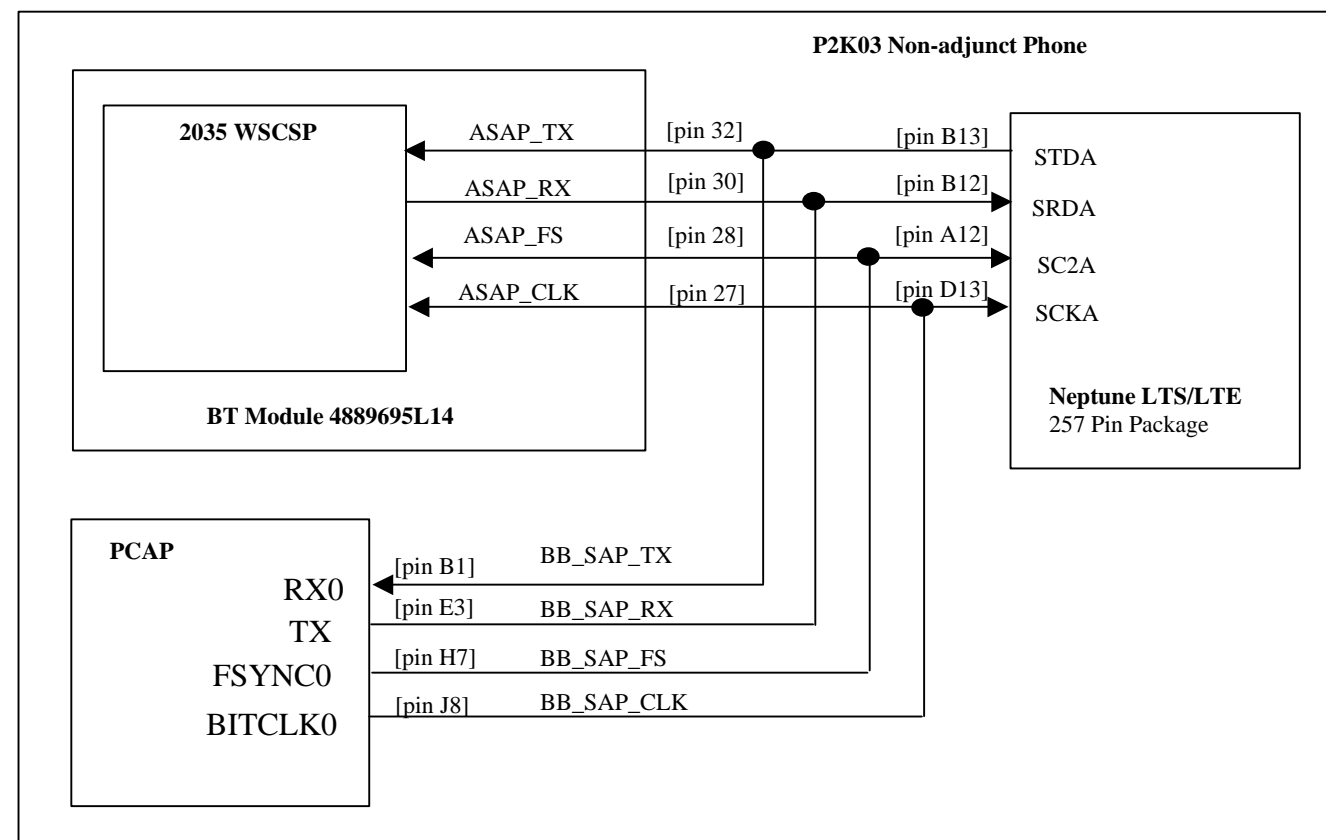 P2K03 Non-adjunct Phone
2035 WSCSP
ASAP_TX [pin 32] [pin B13] STDA
ASAP_RX [pin 30] [pin B12] SRDA
ASAP_FS [pin 28] [pin A12] SC2A
ASAP_CLK [pin 27] [pin D13] SCKA
BT Module 4889695L14
Neptune LTS/LTE
257 Pin Package
PCAP
RX0 [pin B1] BB_SAP_TX
TX [pin E3] BB_SAP_RX
FSYNC0 [pin H7] BB_SAP_FS
BITCLK0 [pin J8] BB_SAP_CLK